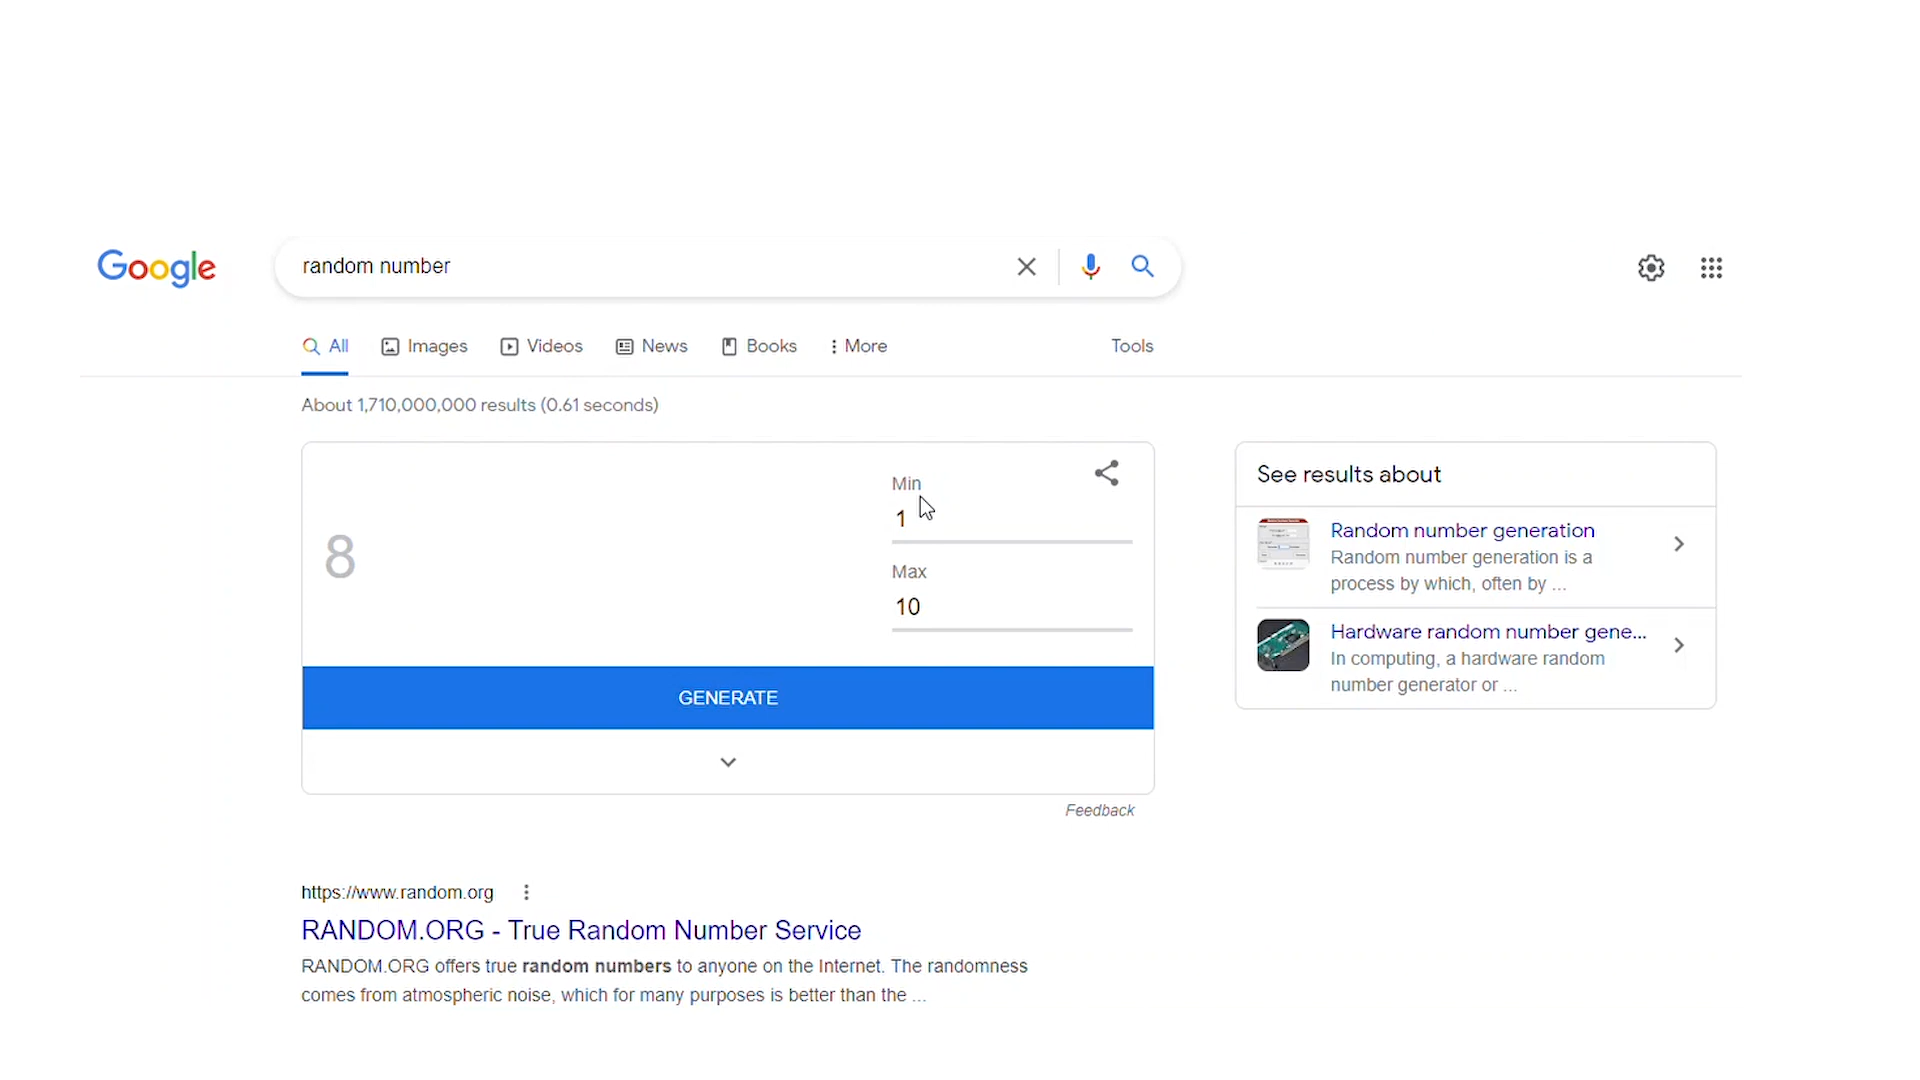 Google
random number
All
Images
Videos
News
Books
More
Tools
About 1,710,000,000 results (0.61 seconds)
8
Min
1
Max
10
GENERATE
Feedback
See results about
Random number generation
Random number generation is a
process by which, often by ...
Hardware random number gene...
In computing, a hardware random
number generator or ...
https://www.random.org
RANDOM.ORG - True Random Number Service
RANDOM.ORG offers true random numbers to anyone on the Internet. The randomness
comes from atmospheric noise, which for many purposes is better than the ...